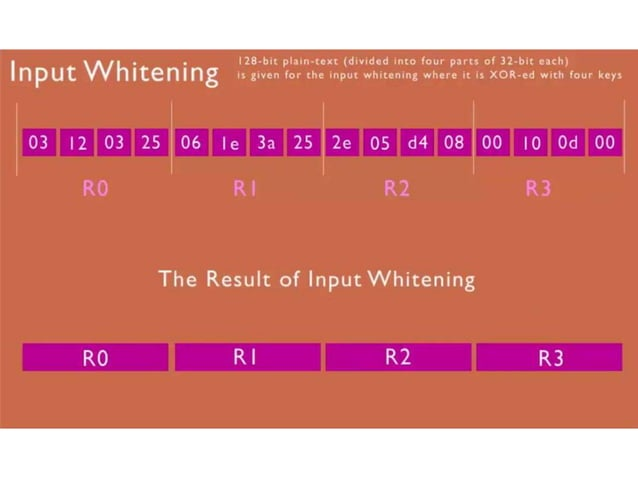 Input Whitening
128-bit plain-text (divided into four parts of 32-bit each)
is given for the input whitening where it is XOR-ed with four keys
03 12 03 25 06 1e 3a 25 2e 05 d4 08 00 10 0d 00
R0 R1 R2 R3
The Result of Input Whitening
R0 R1 R2 R3